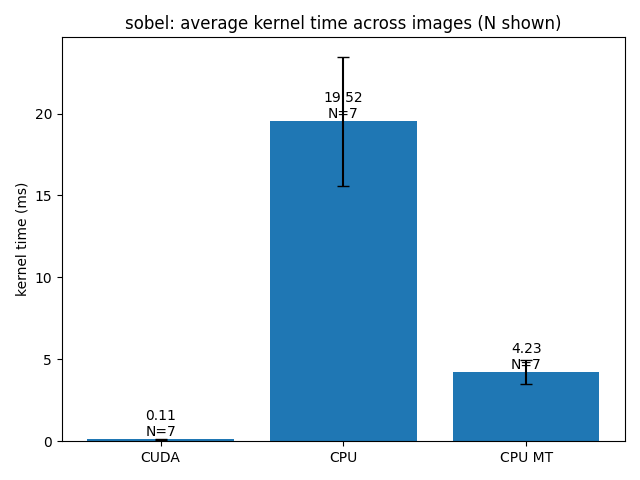 sobel: average kernel time across images (N shown)
kernel time (ms)
20
15
10
5
0
0.11
N=7
19.52
N=7
4.23
N=7
CUDA
CPU
CPU MT